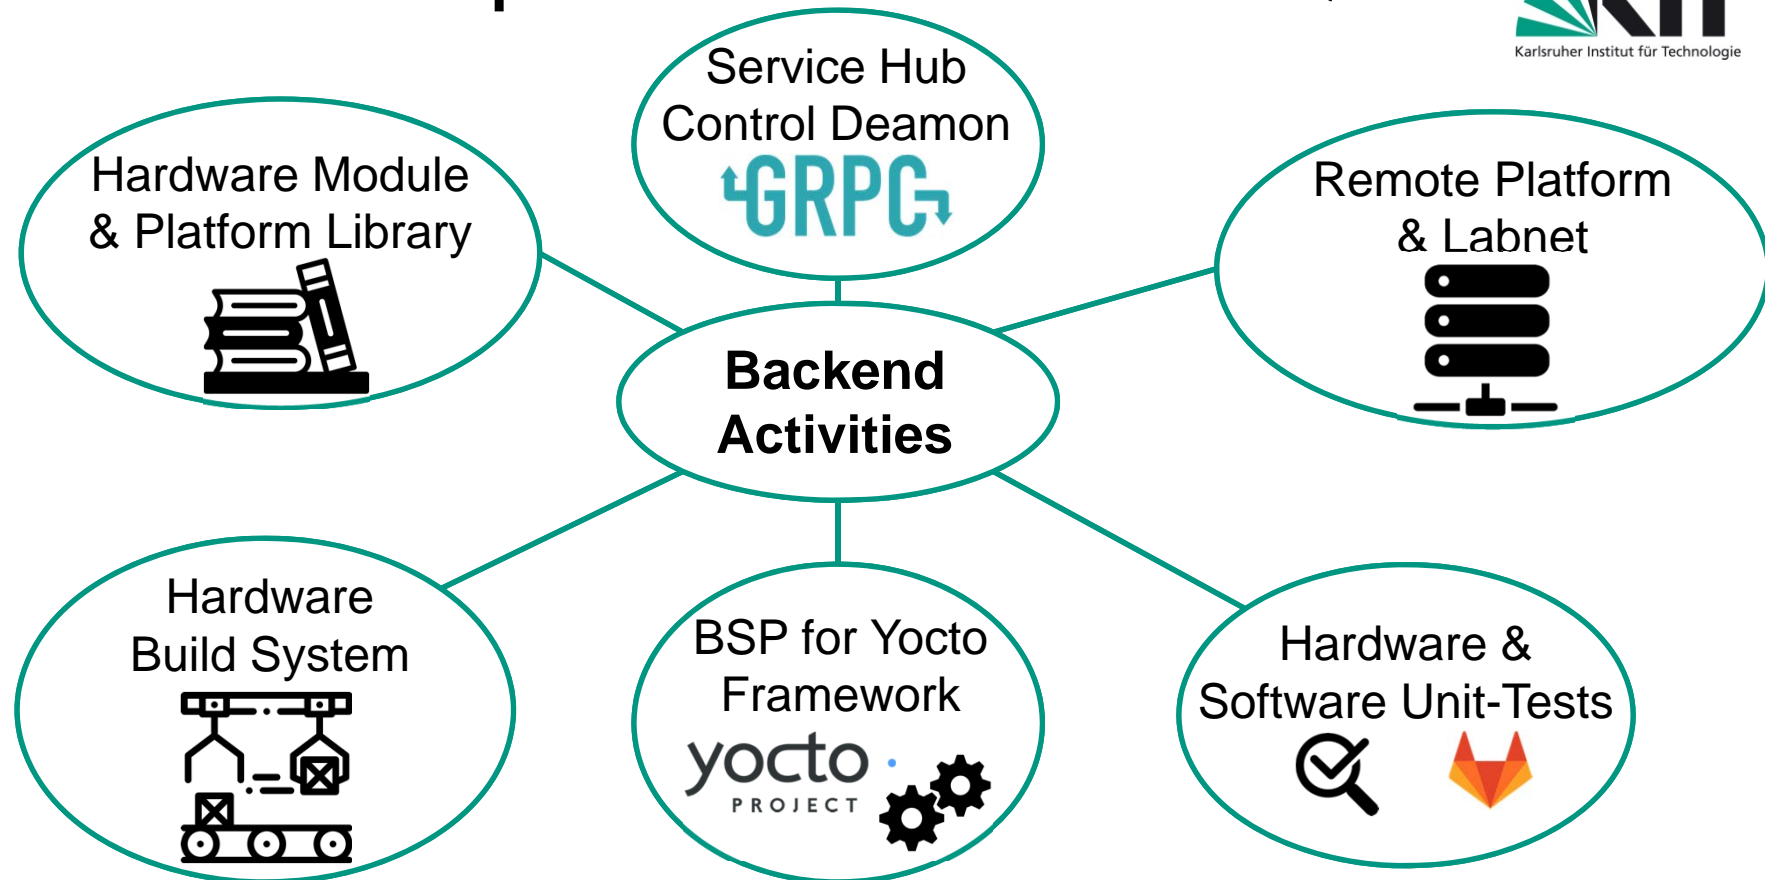 Karlsruher Institut für Technologie
Service Hub
Control Deamon
GRPC
Hardware Module
& Platform Library
Remote Platform
& Labnet
Backend
Activities
Hardware
Build System
BSP for Yocto
Framework
yocto
PROJECT
Hardware &
Software Unit-Tests